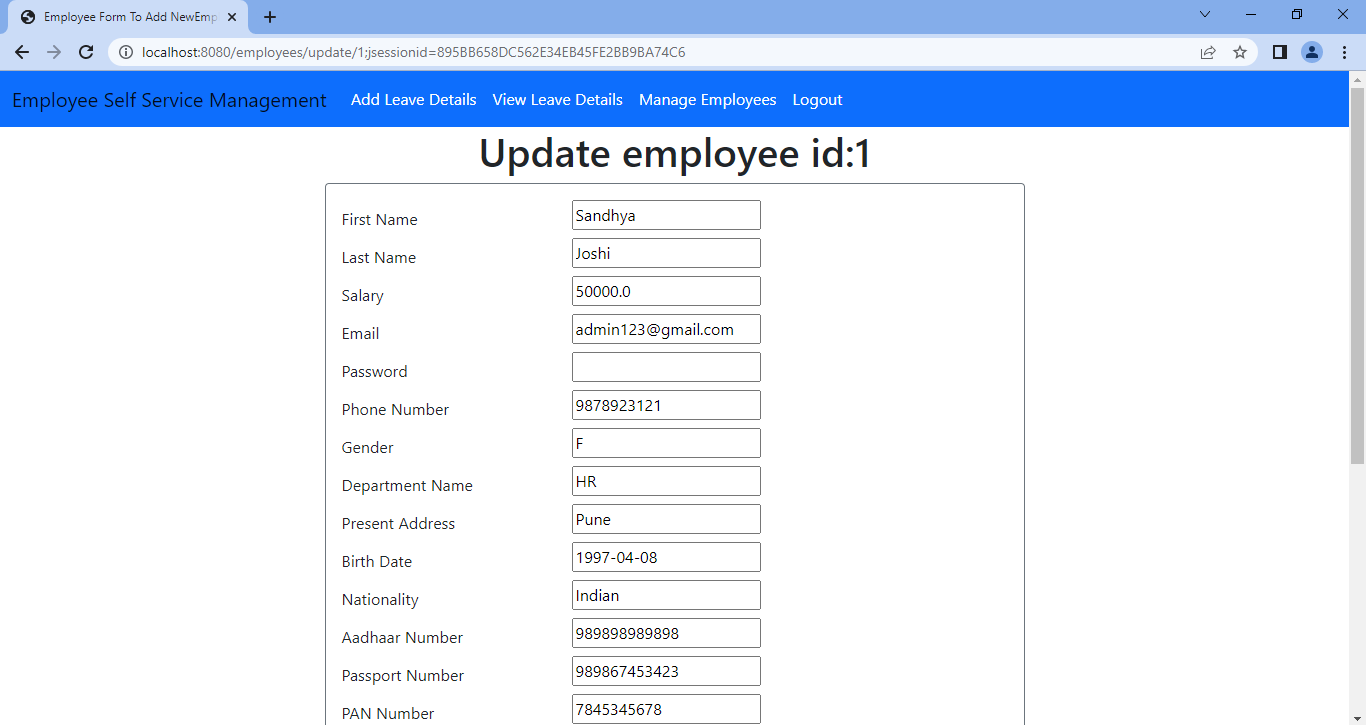 Employee Form To Add NewEmp
localhost:8080/employees/update/1;jsessionid=895BB658DC562E34EB45FE2BB9BA74C6
Employee Self Service Management Add Leave Details View Leave Details Manage Employees Logout
Update employee id:1
First Name Sandhya
Last Name Joshi
Salary 50000.0
Email admin123@gmail.com
Password
Phone Number 9878923121
Gender F
Department Name HR
Present Address Pune
Birth Date 1997-04-08
Nationality Indian
Aadhaar Number 989898989898
Passport Number 989867453423
PAN Number 7845345678